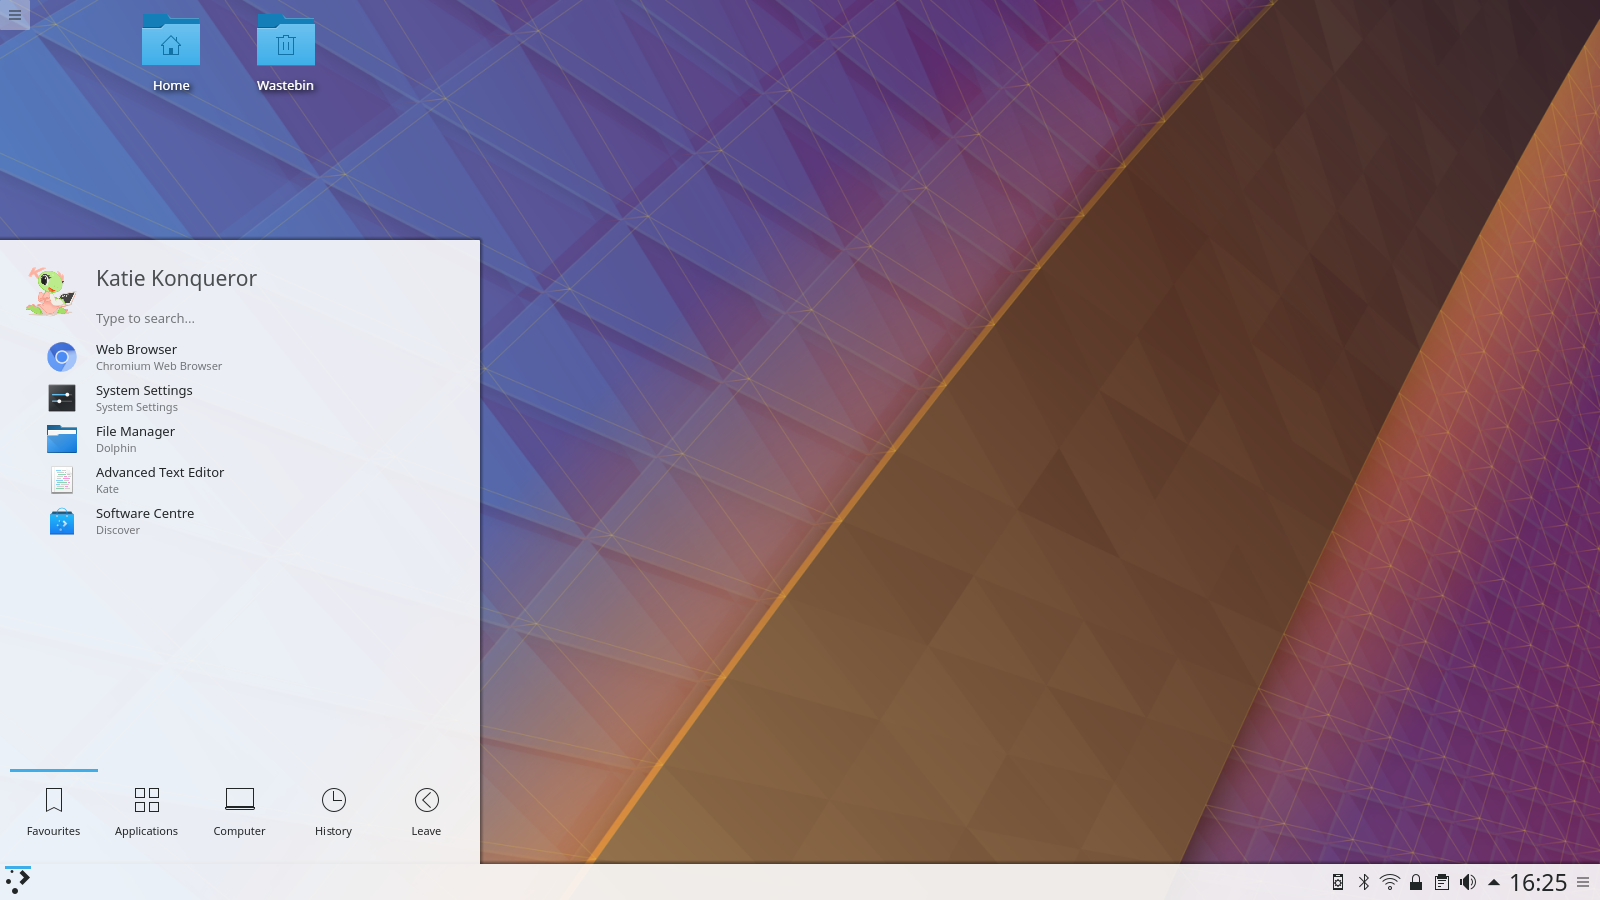 Home
Wastebin
Katie Konqueror
Type to search...
Web Browser
Chromium Web Browser
System Settings
System Settings
File Manager
Dolphin
Advanced Text Editor
Kate
Software Centre
Discover
Favourites
Applications
Computer
History
Leave
16:25